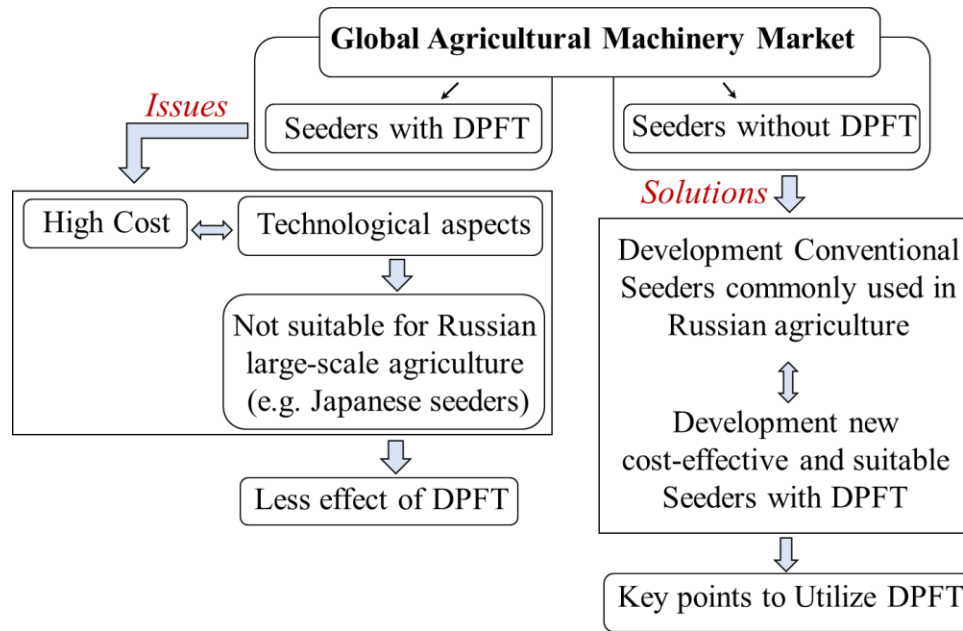 Global Agricultural Machinery Market
Issues
Seeders with DPFT
Seeders without DPFT
Solutions
High Cost
Technological aspects
Not suitable for Russian
large-scale agriculture
(e.g. Japanese seeders)
Less effect of DPFT
Development Conventional
Seeders commonly used in
Russian agriculture
Development new
cost-effective and suitable
Seeders with DPFT
Key points to Utilize DPFT